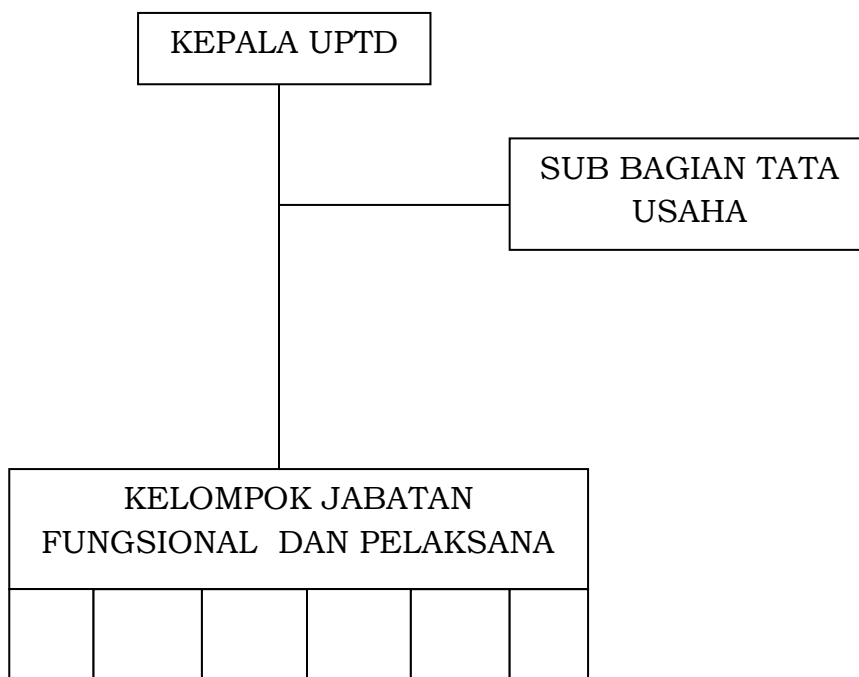 KEPALA UPTD
SUB BAGIAN TATA
USAHA
KELOMPOK JABATAN
FUNGSIONAL DAN PELAKSANA